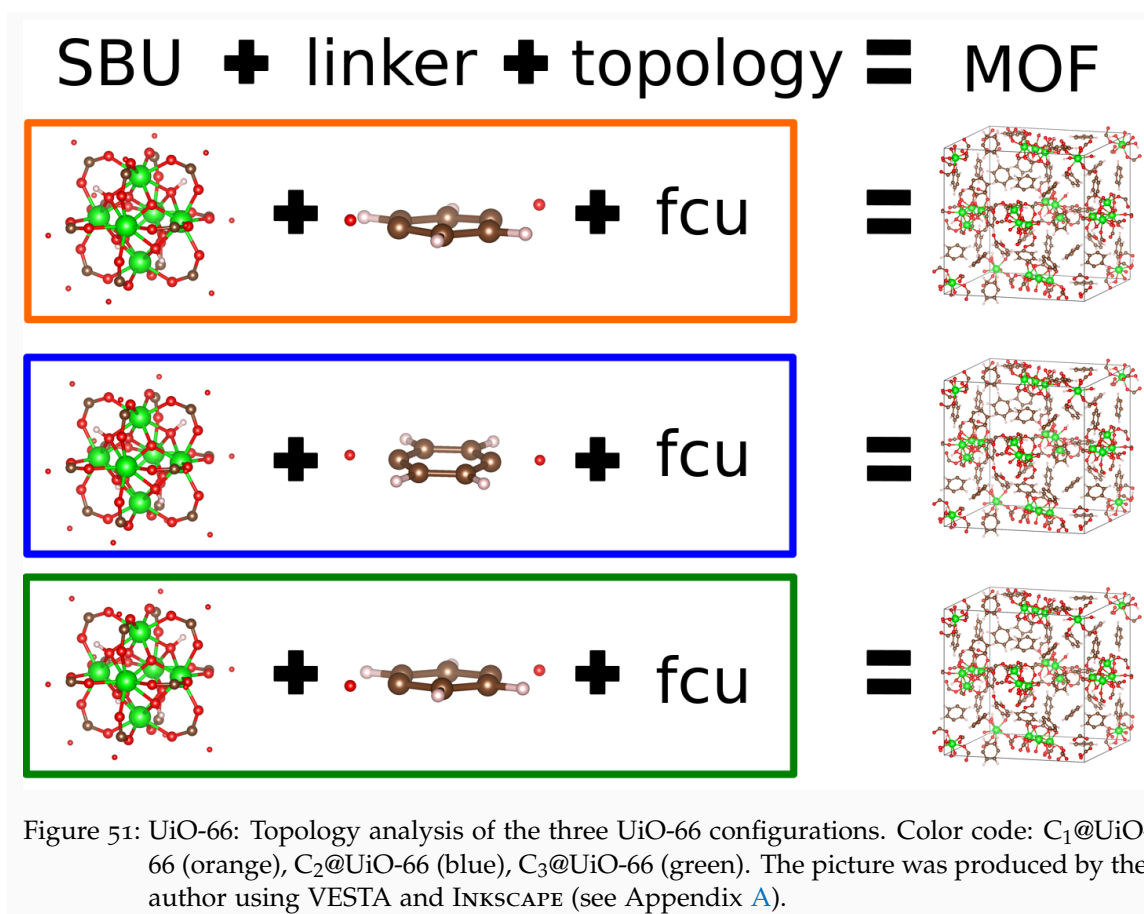 SBU + linker + topology = MOF
+ + fcu =
+ + fcu =
+ + fcu =
Figure 51: UiO-66: Topology analysis of the three UiO-66 configurations. Color code: C₁@UiO-
66 (orange), C₂@UiO-66 (blue), C₃@UiO-66 (green). The picture was produced by the
author using VESTA and Inkscape (see Appendix A).